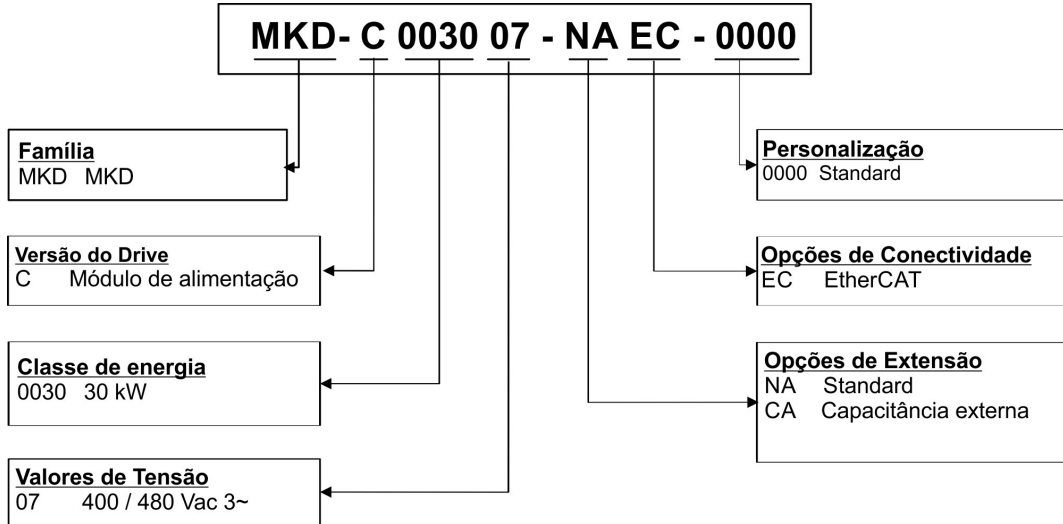 MKD- C 0030 07 - NA EC - 0000
Família
MKD MKD
Versão do Drive
C Módulo de alimentação
Classe de energia
0030 30 kW
Valores de Tensão
07 400 / 480 Vac 3~
Personalização
0000 Standard
Opções de Conectividade
EC EtherCAT
Opções de Extensão
NA Standard
CA Capacitância externa